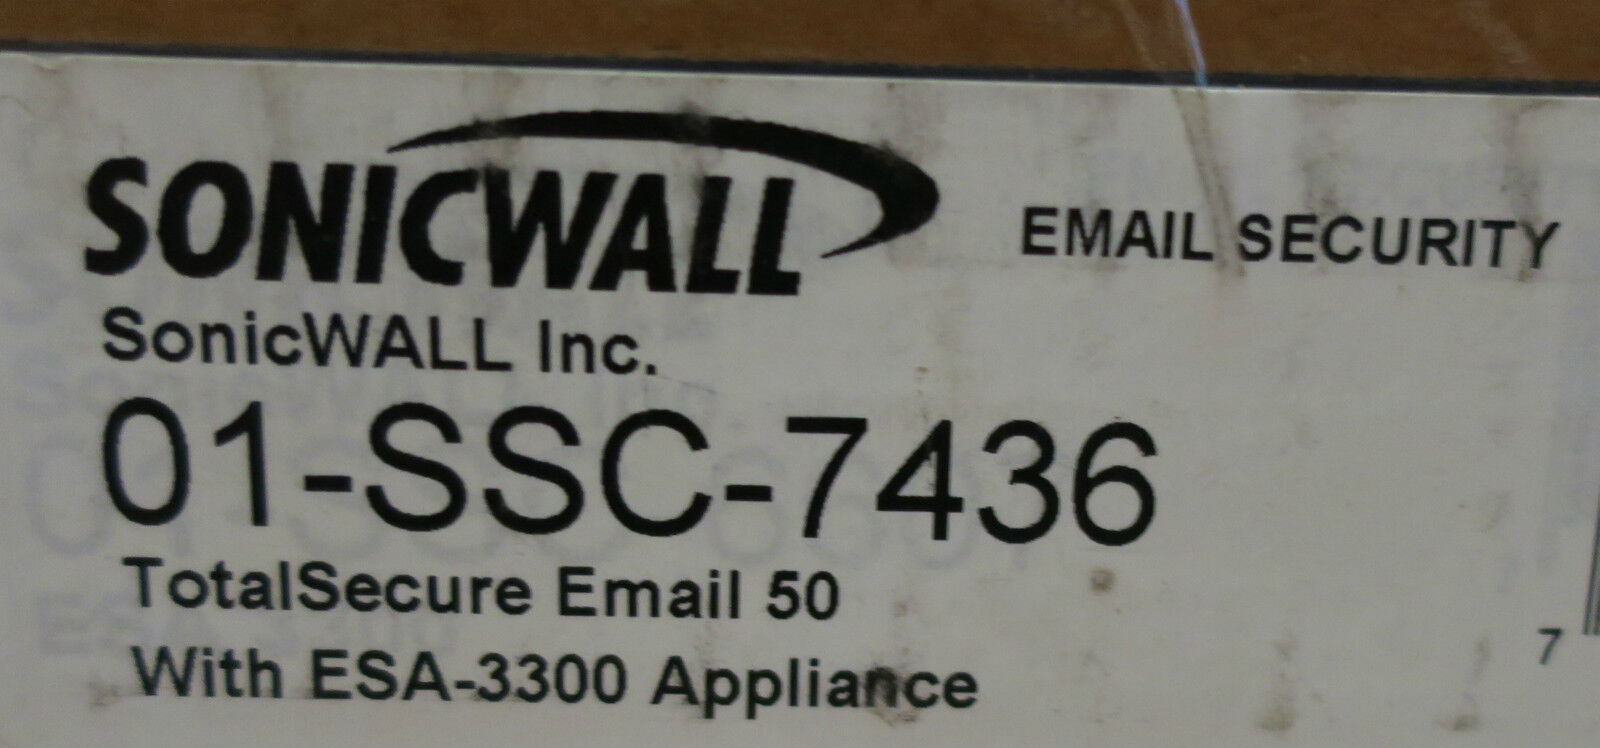 SONICWALL
EMAIL SECURITY
SonicWALL Inc.
01-SSC-7436
TotalSecure Email 50
With ESA-3300 Appliance
7